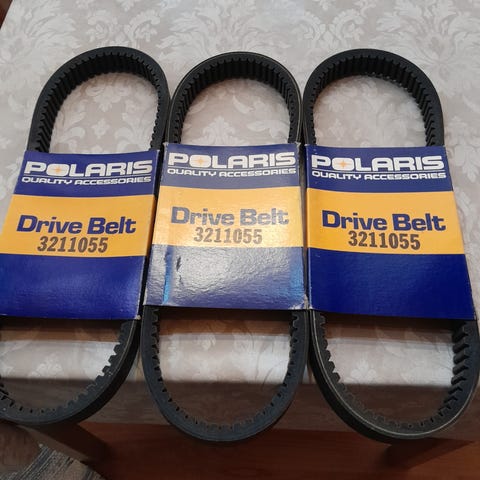 POLARIS
QUALITY ACCESSORIES
Drive Belt
3211055
POLARIS
QUALITY ACCESSORIES
Drive Belt
3211055
POLARIS
QUALITY ACCESSORIES
Drive Belt
3211055